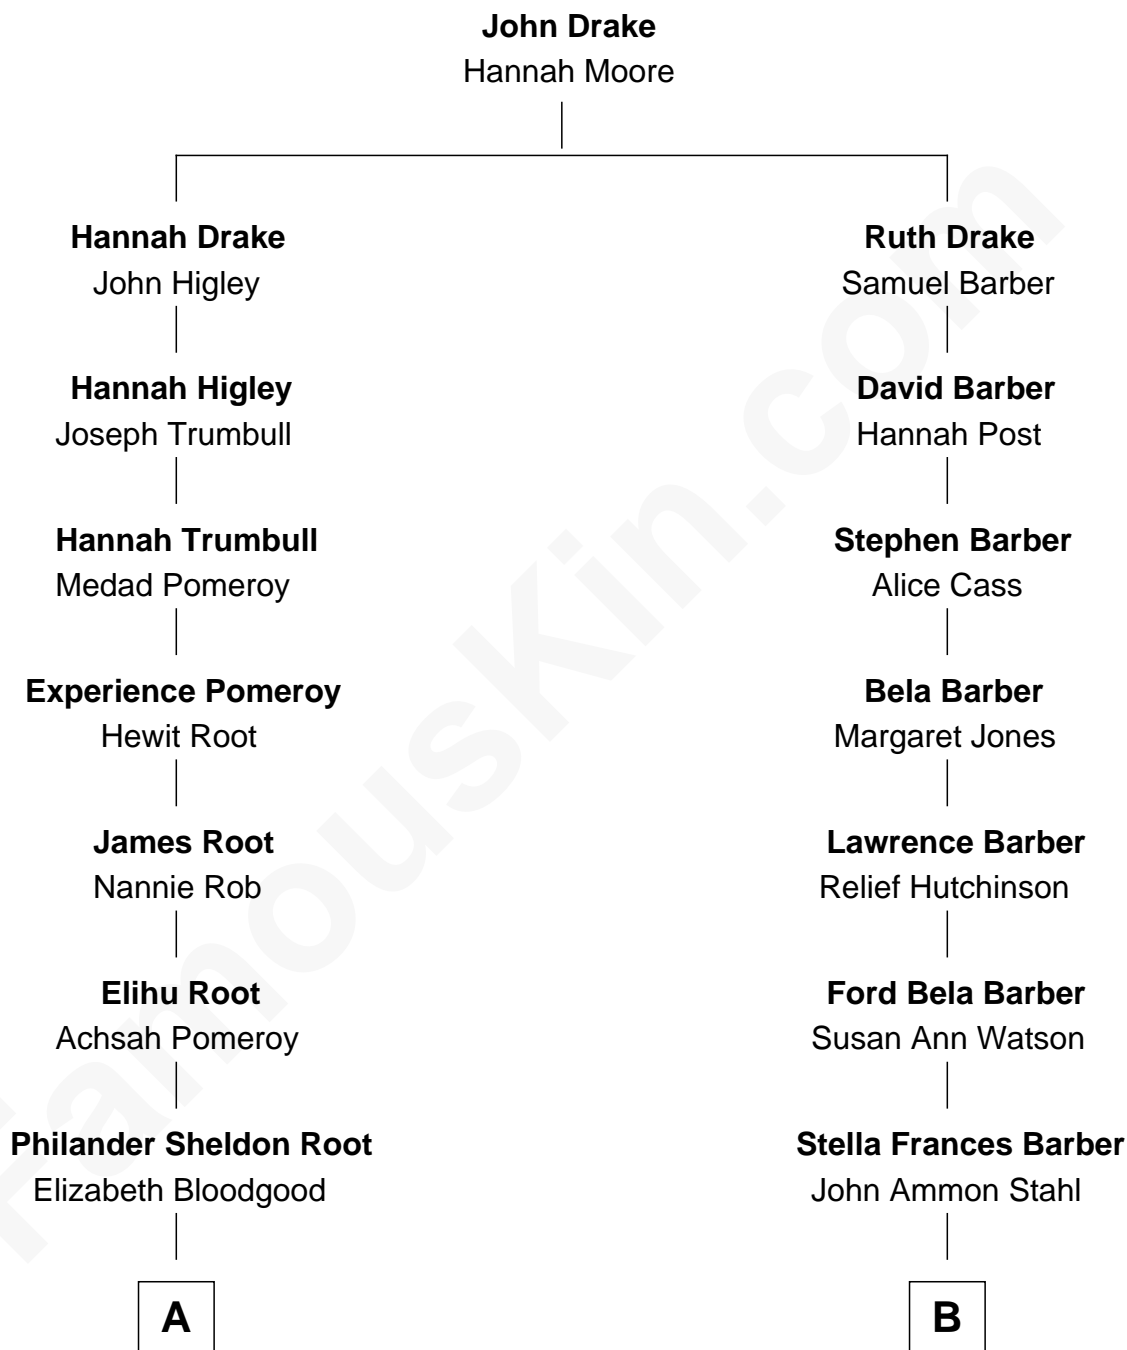 John Drake
Hannah Moore
Hannah Drake
John Higley
Ruth Drake
Samuel Barber
Hannah Higley
Joseph Trumbull
David Barber
Hannah Post
Hannah Trumbull
Medad Pomeroy
Stephen Barber
Alice Cass
Experience Pomeroy
Hewit Root
Bela Barber
Margaret Jones
James Root
Nannie Rob
Lawrence Barber
Relief Hutchinson
Elihu Root
Achsah Pomeroy
Ford Bela Barber
Susan Ann Watson
Philander Sheldon Root
Elizabeth Bloodgood
Stella Frances Barber
John Ammon Stahl
A
B
FamousKin.com